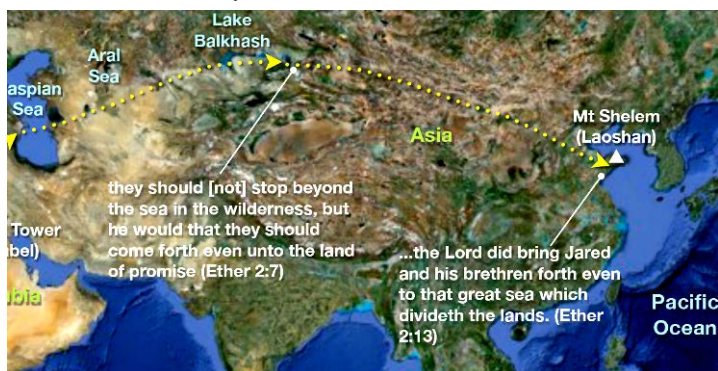 Lake
Balkhash
Aral
Sea
aspian
Sea
Mt Shelem
(Laoshan)
Asia
they should [not] stop beyond
the sea in the wilderness, but
he would that they should
come forth even unto the land
of promise (Ether 2:7)
Tower
bel)
bia
...the Lord did bring Jared
and his brethren forth even
to that great sea which
divideth the lands. (Ether
2:13)
Pacific
Ocean